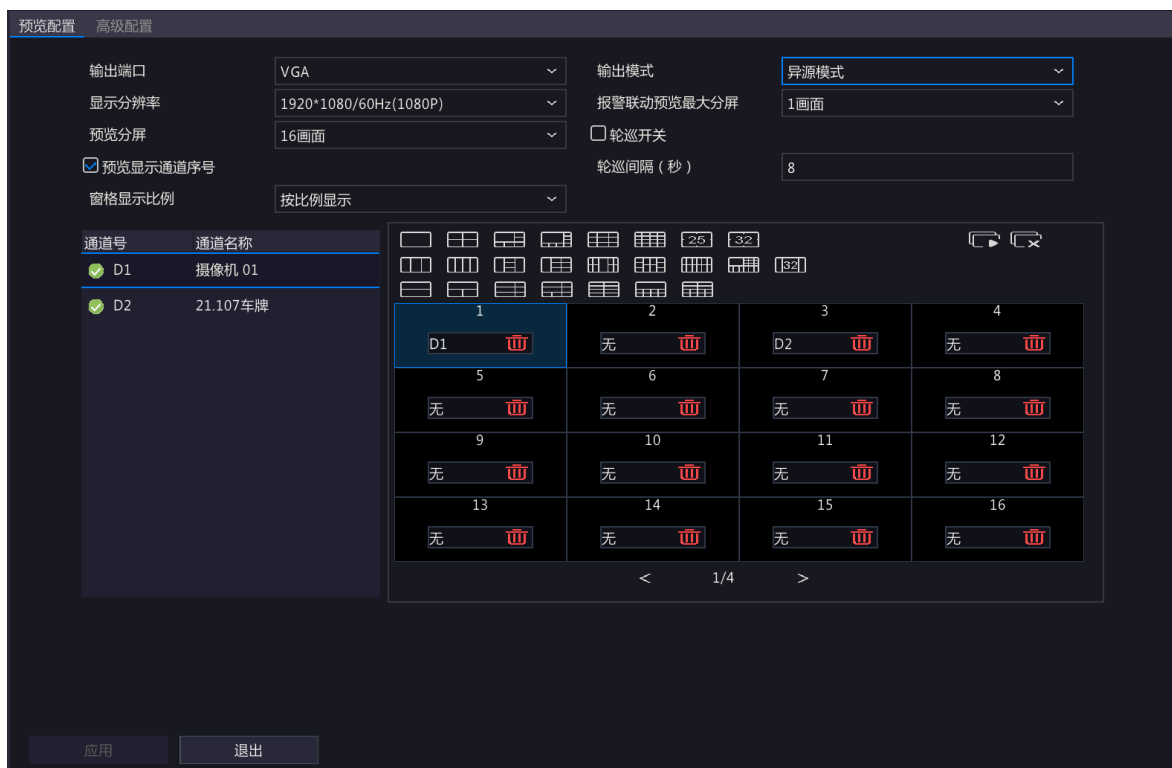 预览配置 高级配置
输出端口 VGA 输出模式 异源模式
显示分辨率 1920*1080/60Hz(1080P) 报警联动预览最大分屏 1画面
预览分屏 16画面 轮巡开关
预览显示通道序号 轮巡间隔(秒) 8
窗格显示比例 按比例显示
通道号 通道名称
D1 摄像机 01
D2 21.107车牌
25 32
32
1 2 3 4
D1 无 D2 无
5 6 7 8
无 无 无 无
9 10 11 12
无 无 无 无
13 14 15 16
无 无 无 无
< 1/4 >
应用 退出